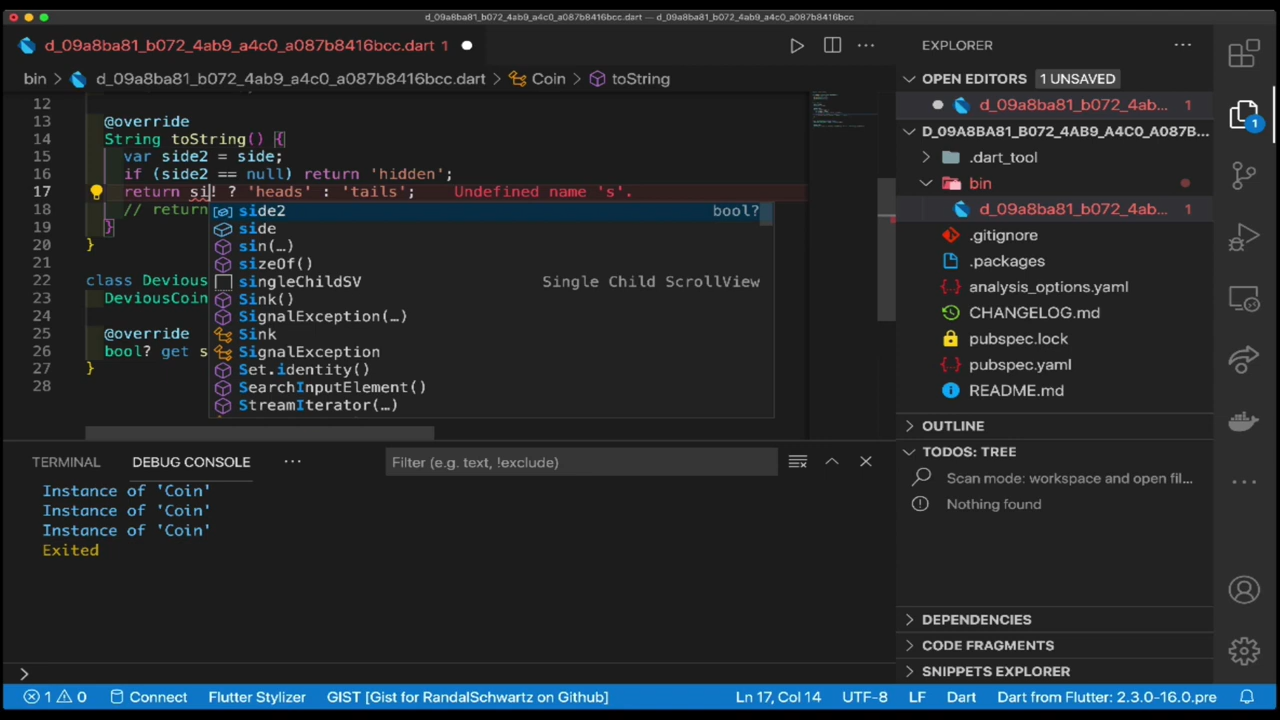 d_09a8ba81_b072_4ab9_a4c0_a087b8416bcc.dart — d_09a8ba81_b072_4ab9_a4c0_a087b8416bcc
d_09a8ba81_b072_4ab9_a4c0_a087b8416bcc.dart 1
bin > d_09a8ba81_b072_4ab9_a4c0_a087b8416bcc.dart > Coin > toString
12
13 @override
14 String toString() {
15 var side2 = side;
16 if (side2 == null) return 'hidden';
17 return si! ? 'heads' : 'tails'; Undefined name 's'.
18 // return
19 }
20 }
21
22 class Devious
23 DeviousCoin
24
25 @override
26 bool? get s
27 }
28
side2 bool?
side
sin(…)
sizeOf()
singleChildSV Single Child ScrollView
Sink()
SignalException(…)
Sink
SignalException
Set.identity()
SearchInputElement()
StreamIterator(…)
TERMINAL DEBUG CONSOLE ···
Filter (e.g. text, !exclude)
Instance of 'Coin'
Instance of 'Coin'
Instance of 'Coin'
Exited
>
EXPLORER ···
OPEN EDITORS 1 UNSAVED
d_09a8ba81_b072_4ab... 1
D_09A8BA81_B072_4AB9_A4C0_A087B...
.dart_tool
bin
d_09a8ba81_b072_4ab... 1
.gitignore
.packages
analysis_options.yaml
CHANGELOG.md
pubspec.lock
pubspec.yaml
README.md
OUTLINE
TODOS: TREE
Scan mode: workspace and open fil...
Nothing found
DEPENDENCIES
CODE FRAGMENTS
SNIPPETS EXPLORER
1
1 0 Connect Flutter Stylizer GIST [Gist for RandalSchwartz on Github] Ln 17, Col 14 UTF-8 LF Dart Dart from Flutter: 2.3.0-16.0.pre